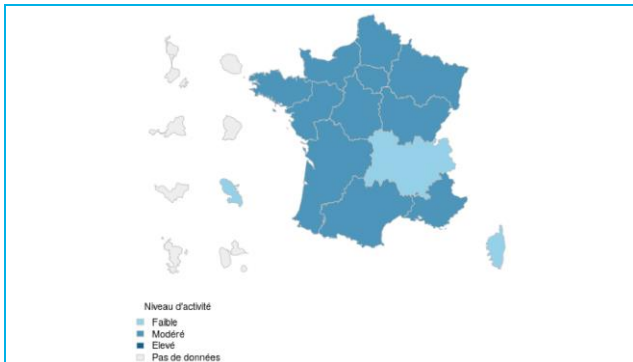 Niveau d'activité
Faible
Modéré
Elevé
Pas de données